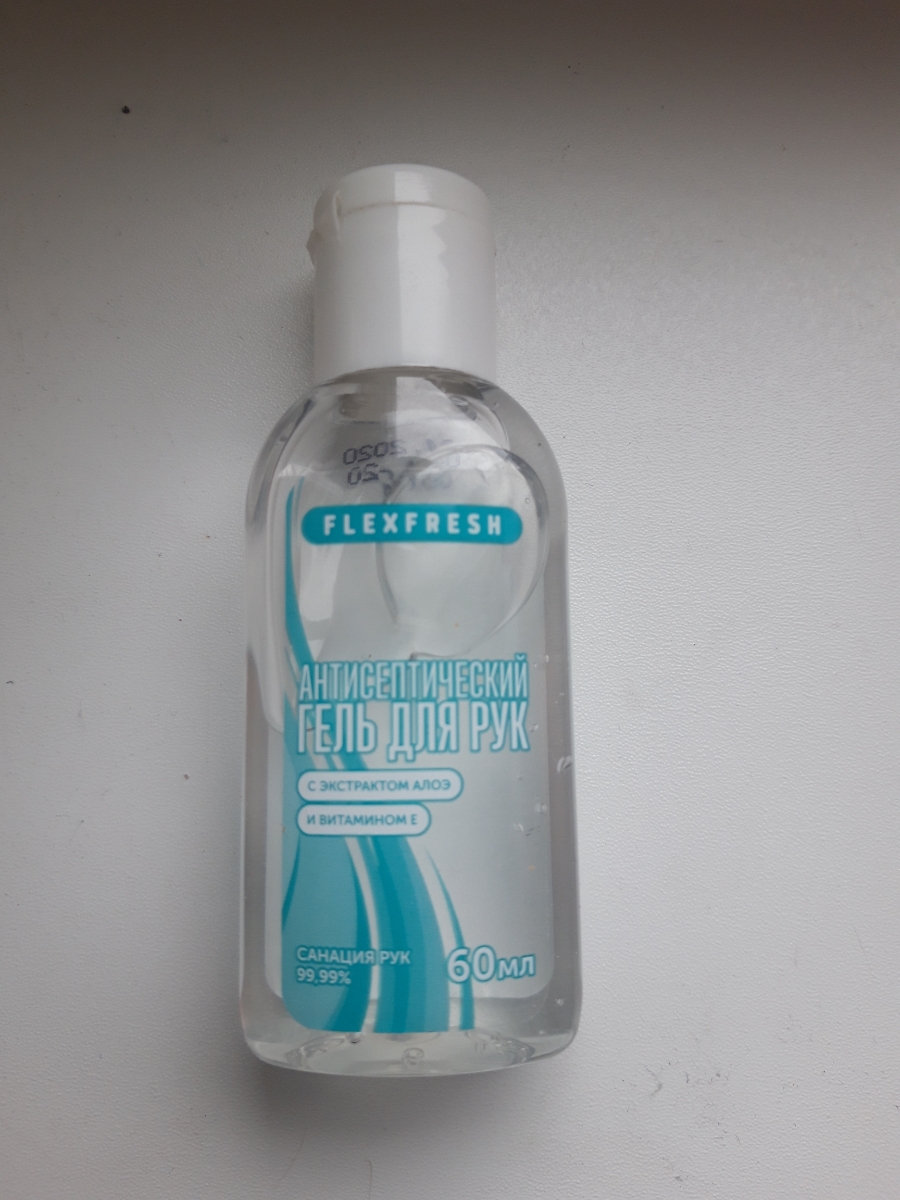 FLEXFRESH
АНТИСЕПТИЧЕСКИЙ
ГЕЛЬ ДЛЯ РУК
С ЭКСТРАКТОМ АЛОЭ
И ВИТАМИНОМ Е
САНАЦИЯ РУК
99,99%
60мл